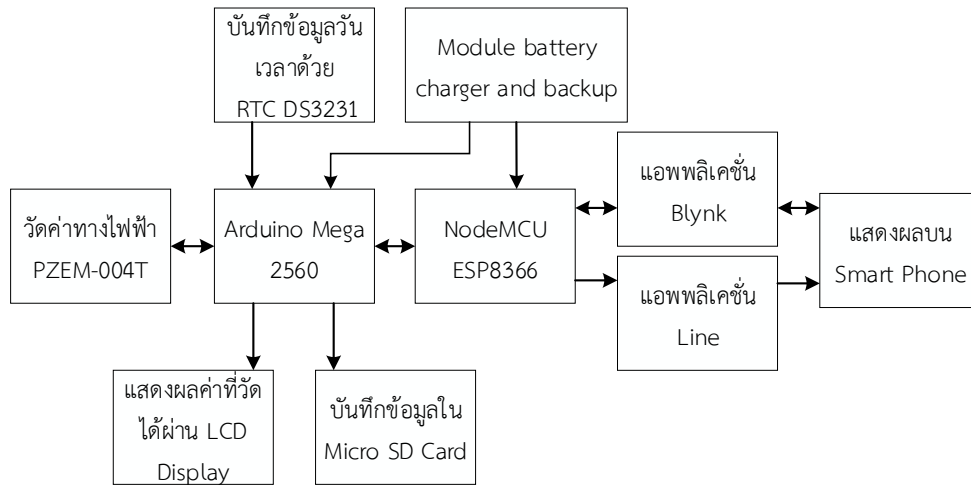 บันทึกข้อมูลวัน
เวลาด้วย
RTC DS3231
Module battery
charger and backup
วัดค่าทางไฟฟ้า
PZEM-004T
Arduino Mega
2560
NodeMCU
ESP8366
แอพพลิเคชั่น
Blynk
แอพพลิเคชั่น
Line
แสดงผลบน
Smart Phone
แสดงผลค่าที่วัด
ได้ผ่าน LCD
Display
บันทึกข้อมูลใน
Micro SD Card